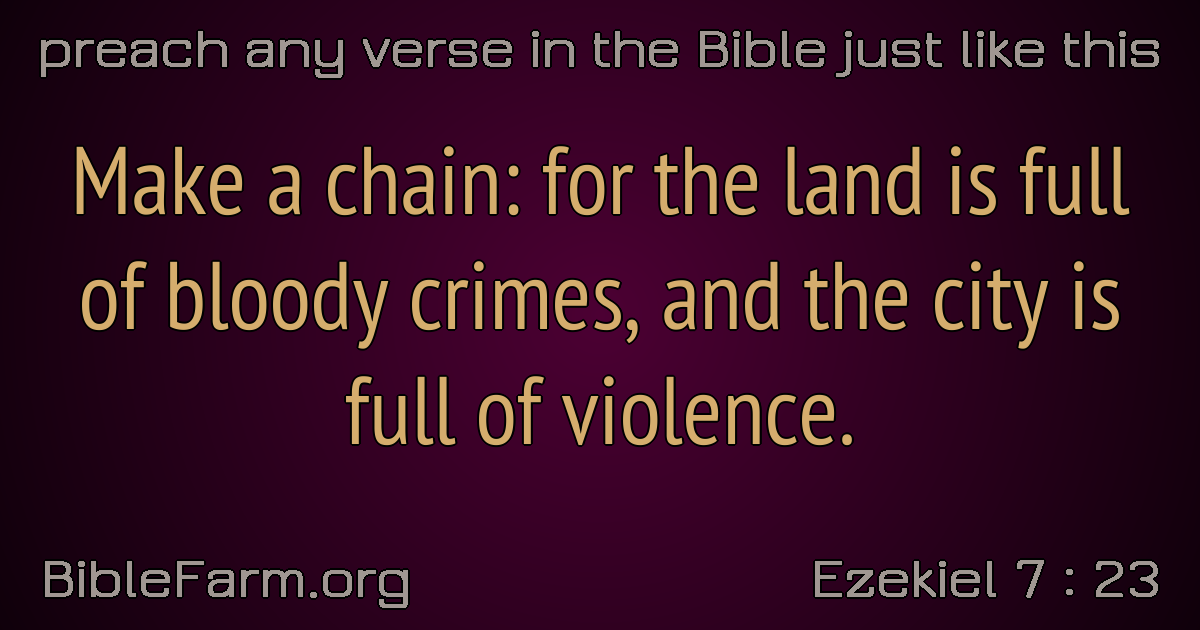 preach any verse in the Bible just like this
Make a chain: for the land is full
of bloody crimes, and the city is
full of violence.
BibleFarm.org
Ezekiel 7 : 23